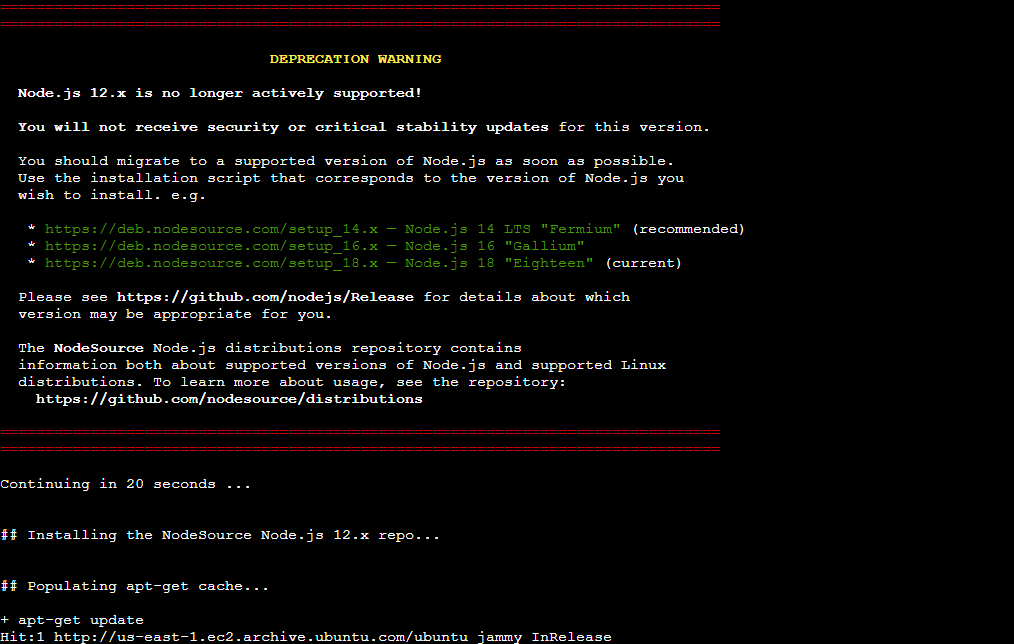 ================================================================================
================================================================================
DEPRECATION WARNING
Node.js 12.x is no longer actively supported!
You will not receive security or critical stability updates for this version.
You should migrate to a supported version of Node.js as soon as possible.
Use the installation script that corresponds to the version of Node.js you
wish to install. e.g.
* https://deb.nodesource.com/setup_14.x — Node.js 14 LTS "Fermium" (recommended)
* https://deb.nodesource.com/setup_16.x — Node.js 16 "Gallium"
* https://deb.nodesource.com/setup_18.x — Node.js 18 "Eighteen" (current)
Please see https://github.com/nodejs/Release for details about which
version may be appropriate for you.
The NodeSource Node.js distributions repository contains
information both about supported versions of Node.js and supported Linux
distributions. To learn more about usage, see the repository:
https://github.com/nodesource/distributions
================================================================================
================================================================================
Continuing in 20 seconds ...
## Installing the NodeSource Node.js 12.x repo...
## Populating apt-get cache...
+ apt-get update
Hit:1 http://us-east-1.ec2.archive.ubuntu.com/ubuntu jammy InRelease